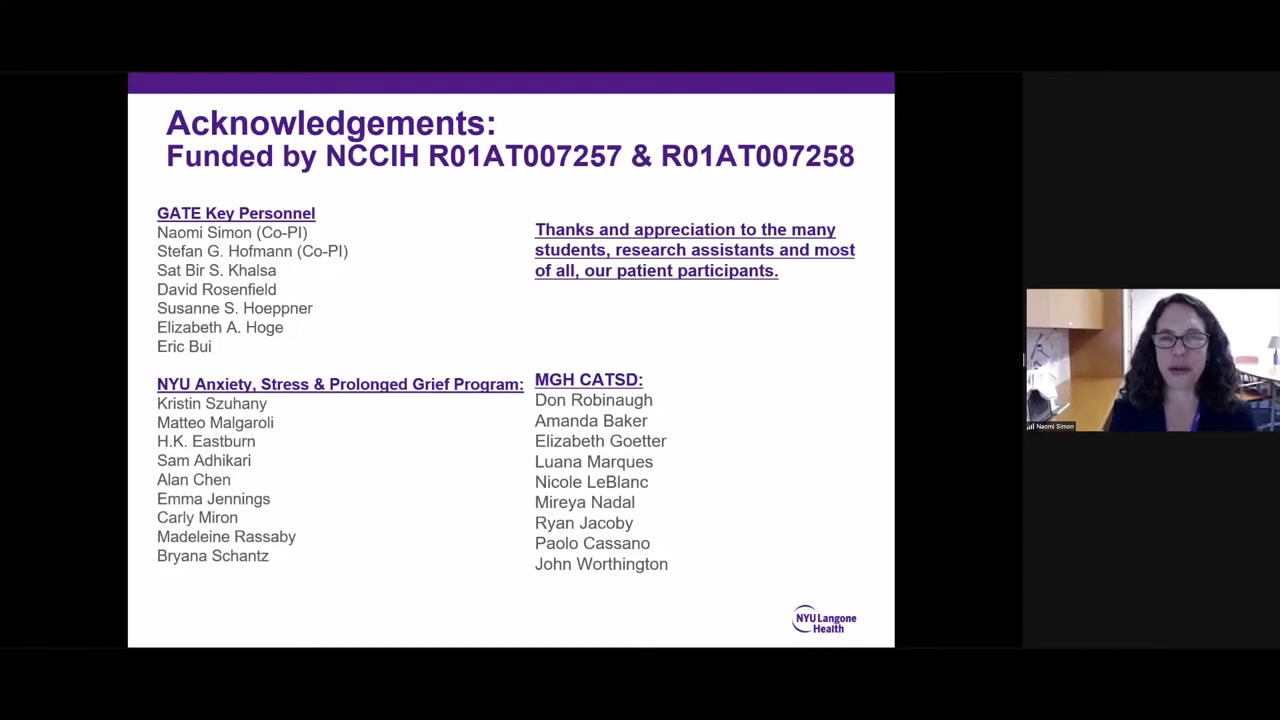 Acknowledgements:
Funded by NCCIH R01AT007257 & R01AT007258
GATE Key Personnel
Naomi Simon (Co-PI)
Stefan G. Hofmann (Co-PI)
Sat Bir S. Khalsa
David Rosenfield
Susanne S. Hoeppner
Elizabeth A. Hoge
Eric Bui
NYU Anxiety, Stress & Prolonged Grief Program:
Kristin Szuhany
Matteo Malgaroli
H.K. Eastburn
Sam Adhikari
Alan Chen
Emma Jennings
Carly Miron
Madeleine Rassaby
Bryana Schantz
Thanks and appreciation to the many
students, research assistants and most
of all, our patient participants.
MGH CATSD:
Don Robinaugh
Amanda Baker
Elizabeth Goetter
Luana Marques
Nicole LeBlanc
Mireya Nadal
Ryan Jacoby
Paolo Cassano
John Worthington
NYU Langone
Health
Naomi Simon